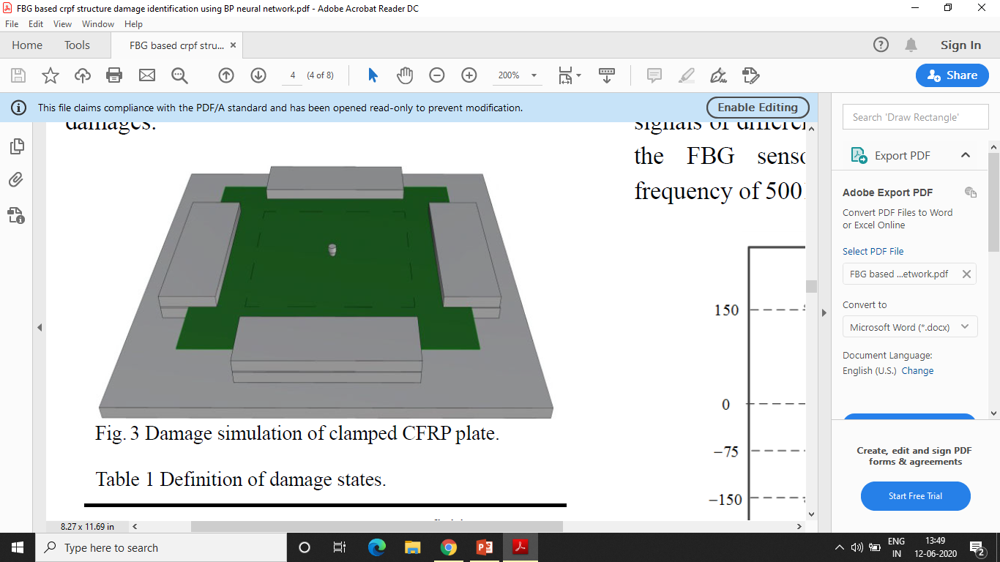 FBG based crpf structure damage identification using BP neural network.pdf - Adobe Acrobat Reader DC
File Edit View Window Help
Home Tools FBG based crpf stru... × Sign In
4 (4 of 8) 200% Share
This file claims compliance with the PDF/A standard and has been opened read-only to prevent modification. Enable Editing
damages.
signals of differe
the FBG senso
frequency of 500
150
0
−75
−150
Fig. 3 Damage simulation of clamped CFRP plate.
Table 1 Definition of damage states.
8.27 x 11.69 in
Search 'Draw Rectangle'
Export PDF
Adobe Export PDF
Convert PDF Files to Word
or Excel Online
Select PDF File
FBG based ...etwork.pdf
Convert to
Microsoft Word (*.docx)
Document Language:
English (U.S.) Change
Create, edit and sign PDF
forms & agreements
Start Free Trial
Type here to search
ENG
IN
13:49
12-06-2020
2